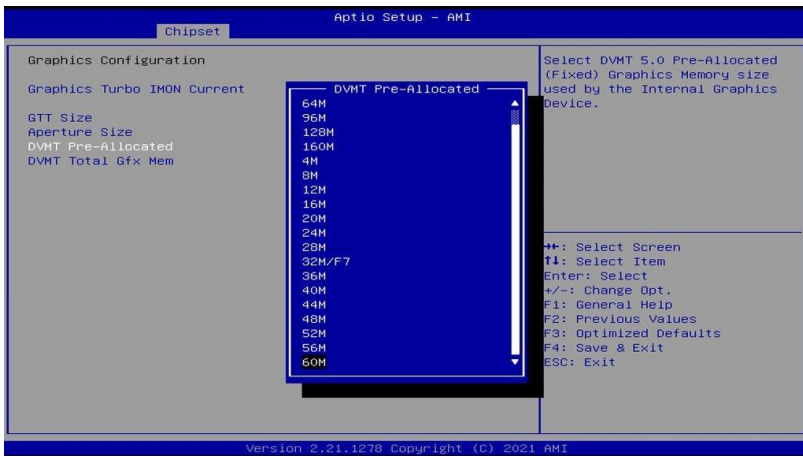 Aptio Setup – AMI
Chipset
Graphics Configuration
Graphics Turbo IMON Current
GTT Size
Aperture Size
DVMT Pre-Allocated
DVMT Total Gfx Mem
DVMT Pre-Allocated
64M
96M
128M
160M
4M
8M
12M
16M
20M
24M
28M
32M/F7
36M
40M
44M
48M
52M
56M
60M
Select DVMT 5.0 Pre-Allocated
(Fixed) Graphics Memory size
used by the Internal Graphics
Device.
→←: Select Screen
↑↓: Select Item
Enter: Select
+/-: Change Opt.
F1: General Help
F2: Previous Values
F3: Optimized Defaults
F4: Save & Exit
ESC: Exit
Version 2.21.1278 Copyright (C) 2021 AMI